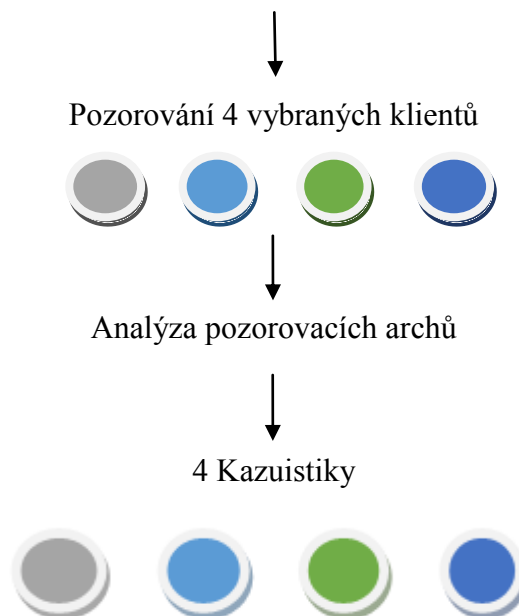 Pozorování 4 vybraných klientů
Analýza pozorovacích archů
4 Kazuistiky